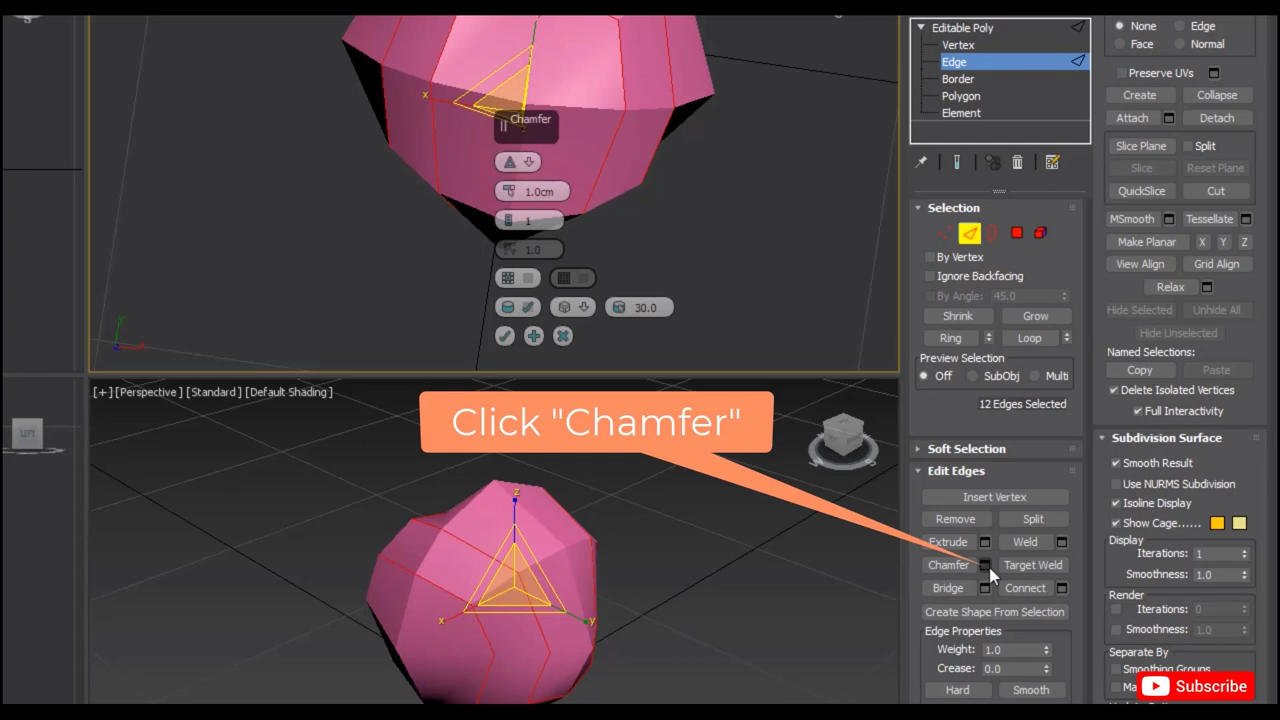 Editable Poly
Vertex
Edge
Border
Polygon
Element
Selection
By Vertex
Ignore Backfacing
By Angle: 45.0
Shrink Grow
Ring Loop
Preview Selection
Off SubObj Multi
12 Edges Selected
Soft Selection
Edit Edges
Insert Vertex
Remove Split
Extrude Weld
Chamfer Target Weld
Bridge Connect
Create Shape From Selection
Edge Properties
Weight: 1.0
Crease: 0.0
Hard Smooth
None Edge
Face Normal
Preserve UVs
Create Collapse
Attach Detach
Slice Plane Split
Slice Reset Plane
QuickSlice Cut
MSmooth Tessellate
Make Planar X Y Z
View Align Grid Align
Relax
Hide Selected Unhide All
Hide Unselected
Named Selections:
Copy Paste
Delete Isolated Vertices
Full Interactivity
Subdivision Surface
Smooth Result
Use NURMS Subdivision
Isoline Display
Show Cage......
Display
Iterations: 1
Smoothness: 1.0
Render
Iterations: 0
Smoothness: 1.0
Separate By
Smoothing Groups
Subscribe
x
Chamfer
1.0cm
1
1.0
30.0
y
[+] [Perspective ] [Standard ] [Default Shading ]
Click "Chamfer"
LEFT
z
x
y